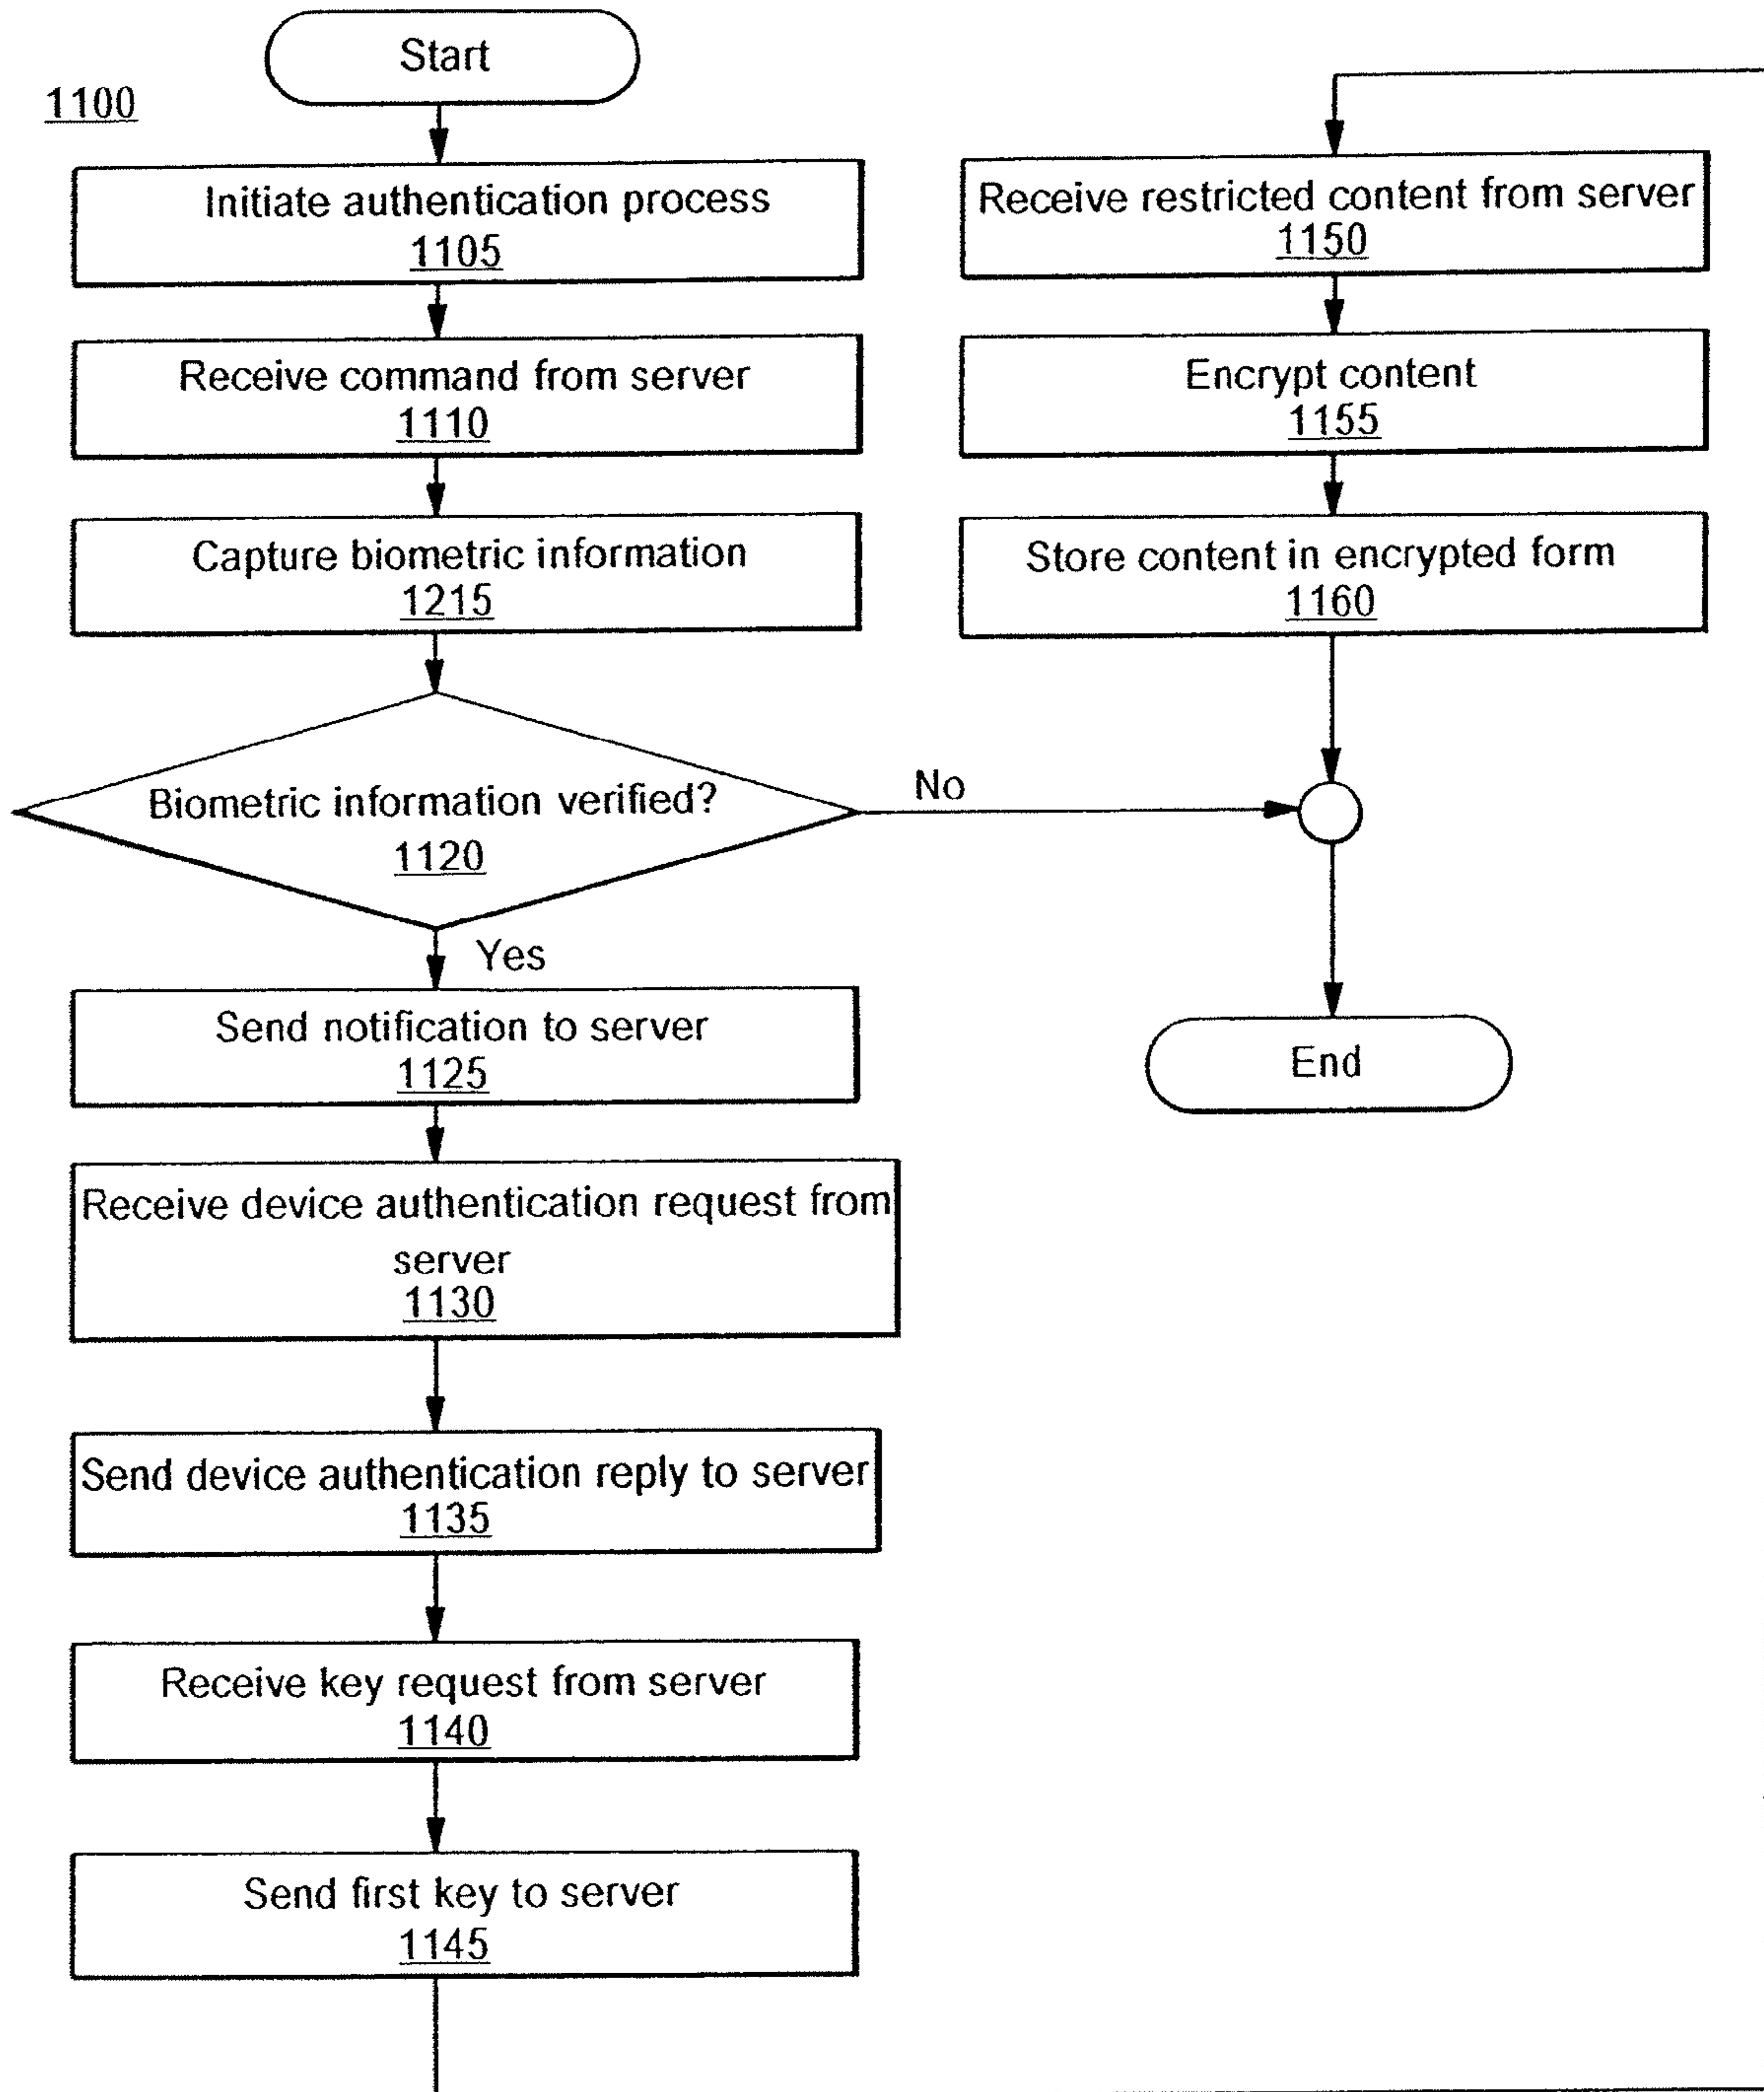 Start
1100
Initiate authentication process
1105
Receive command from server
1110
Capture biometric information
1215
Biometric information verified?
1120
No
Yes
Send notification to server
1125
Receive device authentication request from
server
1130
Send device authentication reply to server
1135
Receive key request from server
1140
Send first key to server
1145
Receive restricted content from server
1150
Encrypt content
1155
Store content in encrypted form
1160
End